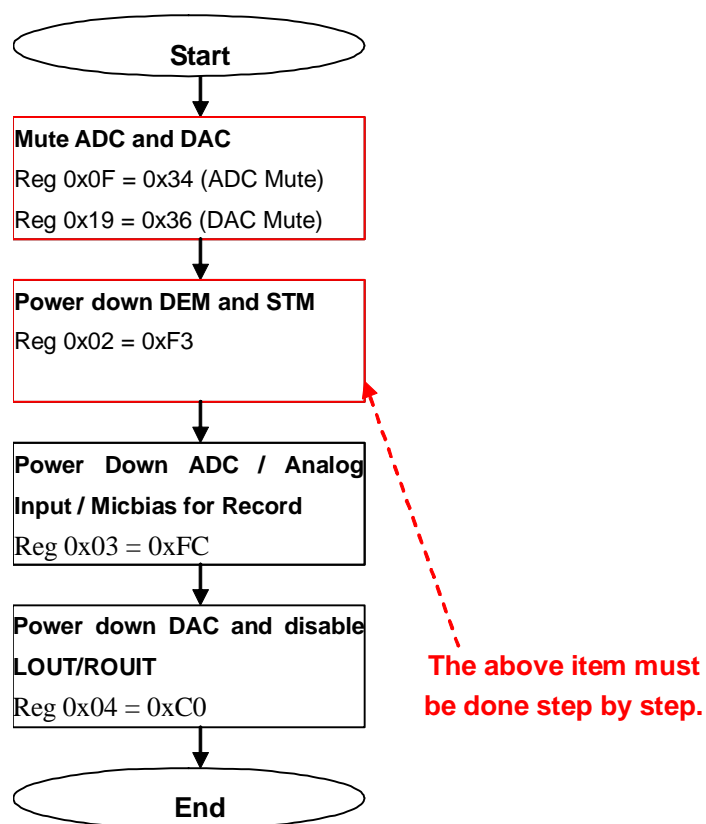 Start
Mute ADC and DAC
Reg 0x0F = 0x34 (ADC Mute)
Reg 0x19 = 0x36 (DAC Mute)
Power down DEM and STM
Reg 0x02 = 0xF3
Power Down ADC / Analog
Input / Micbias for Record
Reg 0x03 = 0xFC
Power down DAC and disable
LOUT/ROUIT
Reg 0x04 = 0xC0
The above item must
be done step by step.
End